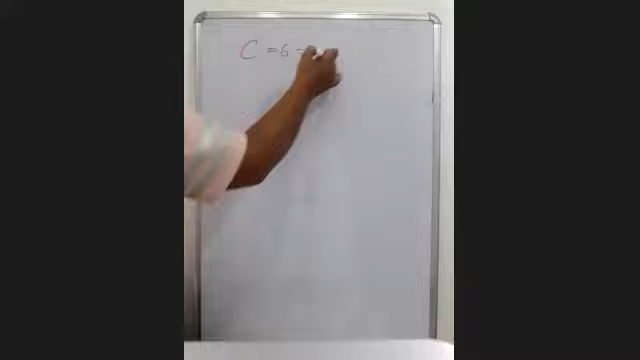 C = 6 =